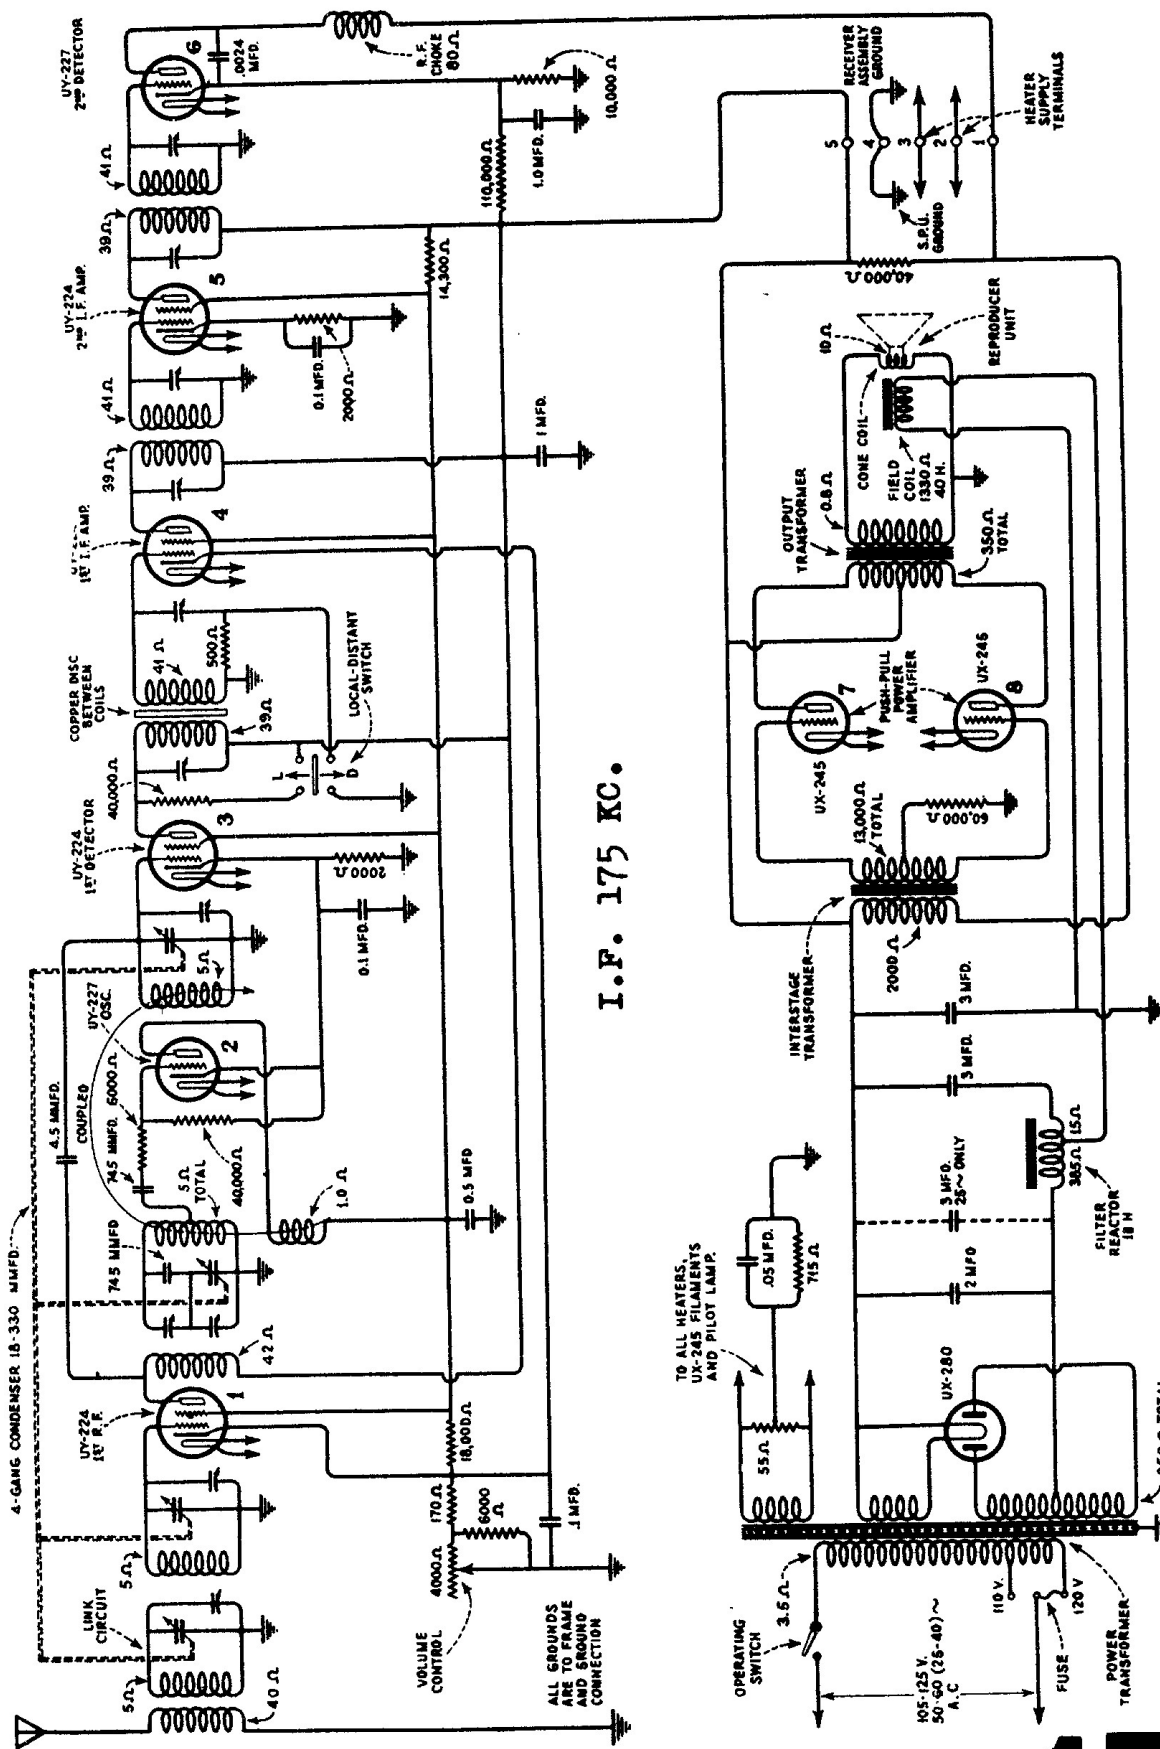 4-GANG CONDENSER 18-330 MMFD.
LINK
CIRCUIT
5Ω
40Ω
5Ω
UY-224
1ST R.F.
1
42Ω
4.5 MMFD.
COUPLED
745 MMFD
745 MMFD.
6000Ω
5Ω
TOTAL
40,000Ω
1.0 Ω
UY-227
OSC.
2
5Ω
UY-224
1ST DETECTOR
3
2000
Ω
0.1 MFD.
0.5 MFD
40,000Ω
COPPER DISC
BETWEEN
COILS
39Ω
41 Ω
500Ω
LOCAL-DISTANT
SWITCH
L
D
1ST I.F. AMP.
4
39Ω
41Ω
1 MFD.
UY-224
2ND I.F. AMP.
5
0.1 MFD.
2000Ω
14,300Ω
39Ω
41Ω
UY-227
2ND DETECTOR
6
.0024
MFD.
R.F.
CHOKE
80Ω
110,000Ω
1.0 MFD.
10,000Ω
VOLUME
CONTROL
4000Ω
170Ω
6000
Ω
18,000Ω
.1 MFD.
ALL GROUNDS
ARE TO FRAME
AND GROUND
CONNECTION
I.F. 175 KC.
OPERATING
SWITCH
3.5Ω
105-125 V.
50-60 (25-40)~
A.C
110 V.
120 V
FUSE
POWER
TRANSFORMER
TO ALL HEATERS,
UX-245 FILAMENTS
AND PILOT LAMP.
55Ω
.05 MFD.
715Ω
UX-280
2 MFD
3 MFD.
25~ ONLY
385Ω
15Ω
FILTER
REACTOR
18 H
3 MFD.
3 MFD.
INTERSTAGE
TRANSFORMER
2000
Ω
13,000Ω
TOTAL
60,000
Ω
UX-245
7
PUSH-PULL
POWER
AMPLIFIER
UX-245
8
OUTPUT
TRANSFORMER
350Ω
TOTAL
0.8Ω
CONE COIL
FIELD
COIL
1330Ω
40 H.
10Ω
REPRODUCER
UNIT
40,000
Ω
5
4
3
2
1
S.P.U.
GROUND
RECEIVER
ASSEMBLY
GROUND
HEATER
SUPPLY
TERMINALS